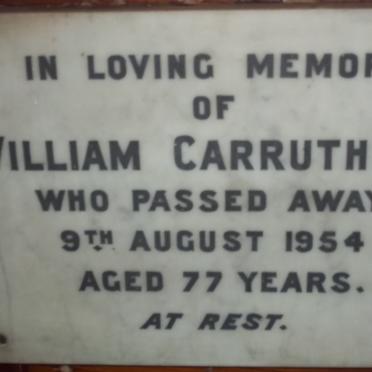 IN LOVING MEMOR
OF
WILLIAM CARRUTH
WHO PASSED AWAY
9TH AUGUST 1954
AGED 77 YEARS.
AT REST.